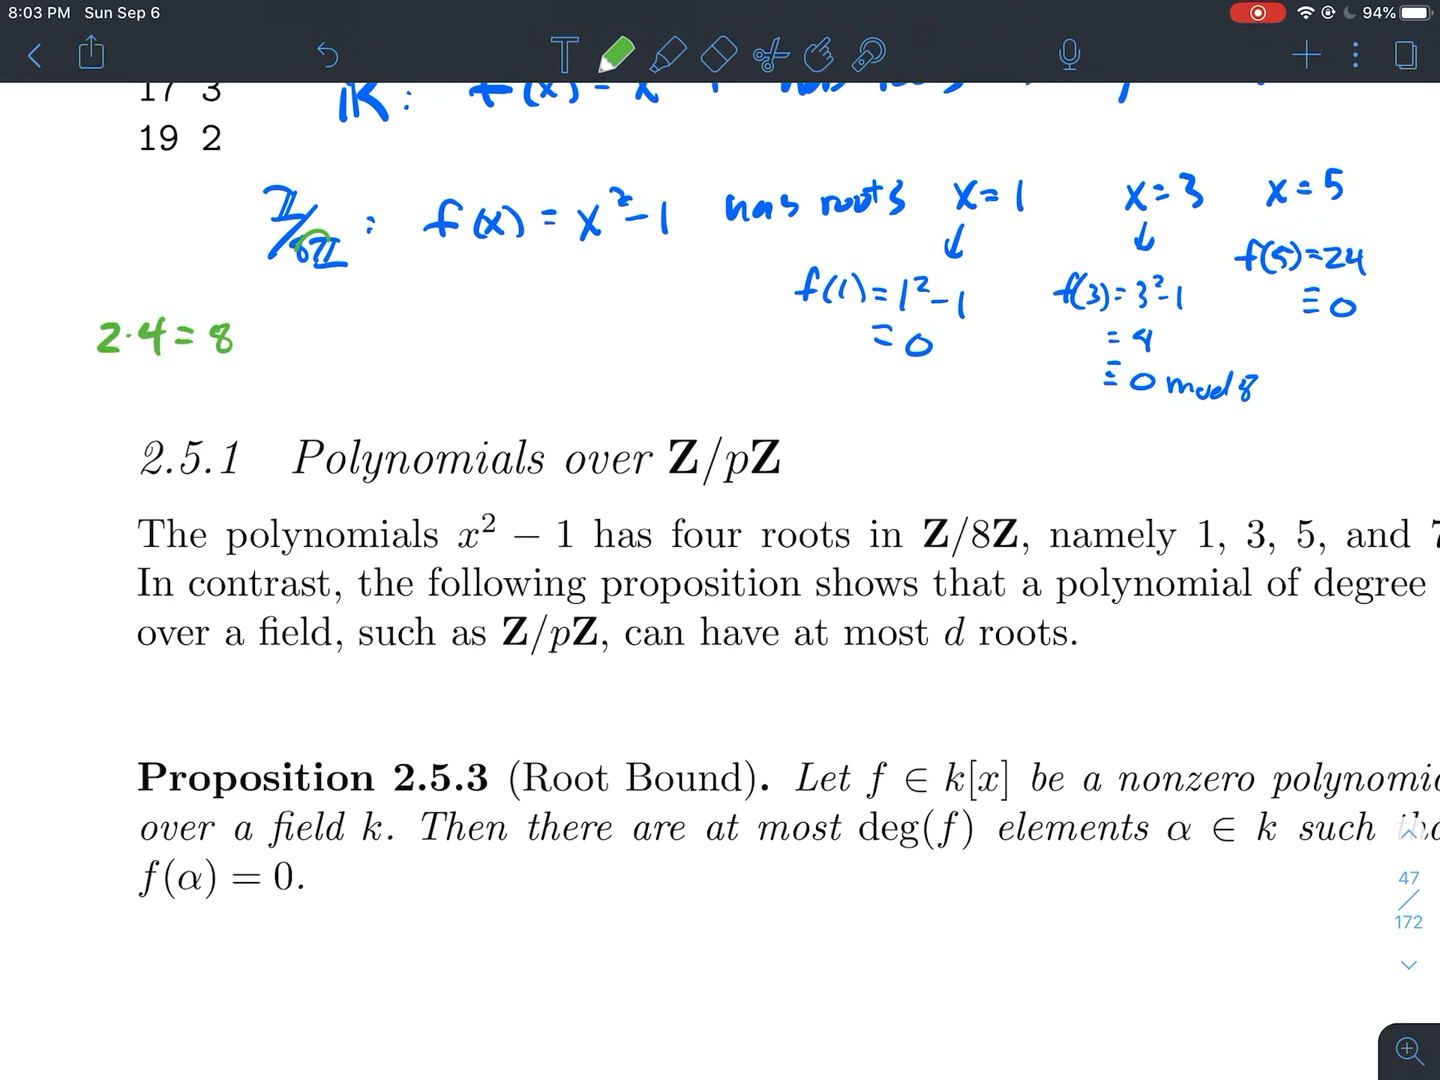 8:03 PM Sun Sep 6
94%
17 3
19 2
ℤ/8ℤ : f(x) = x²-1 has roots x=1 x=3 x=5
f(1)=1²-1
≡ 0
f(3)=3²-1
= 8
≡ 0 mod 8
f(5)=24
≡ 0
2·4=8
2.5.1 Polynomials over Z/pZ
The polynomials x² − 1 has four roots in Z/8Z, namely 1, 3, 5, and 7
In contrast, the following proposition shows that a polynomial of degree
over a field, such as Z/pZ, can have at most d roots.
Proposition 2.5.3 (Root Bound). Let f ∈ k[x] be a nonzero polynomi
over a field k. Then there are at most deg(f) elements α ∈ k such tha
f(α) = 0.
47
172